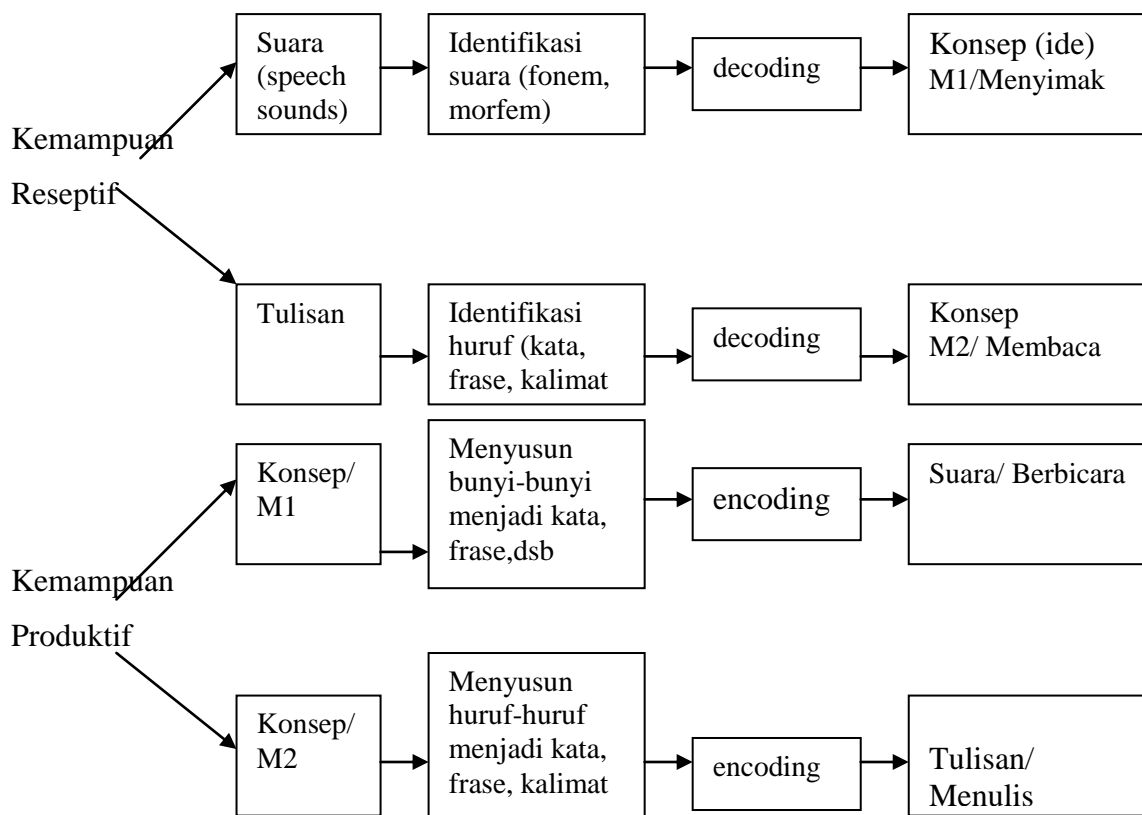 Kemampuan
Reseptif
Suara
(speech
sounds)
Identifikasi
suara (fonem,
morfem)
decoding
Konsep (ide)
M1/Menyimak
Tulisan
Identifikasi
huruf (kata,
frase, kalimat
decoding
Konsep
M2/ Membaca
Kemampuan
Produktif
Konsep/
M1
Menyusun
bunyi-bunyi
menjadi kata,
frase,dsb
encoding
Suara/ Berbicara
Konsep/
M2
Menyusun
huruf-huruf
menjadi kata,
frase, kalimat
encoding
Tulisan/
Menulis